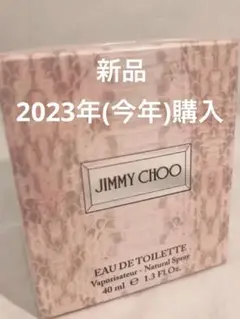 新品
2023年(今年)購入
JIMMY CHOO
EAU DE TOILETTE
Vaporisateur - Natural Spray
40 ml ℮ 1.3 Fl.Oz.